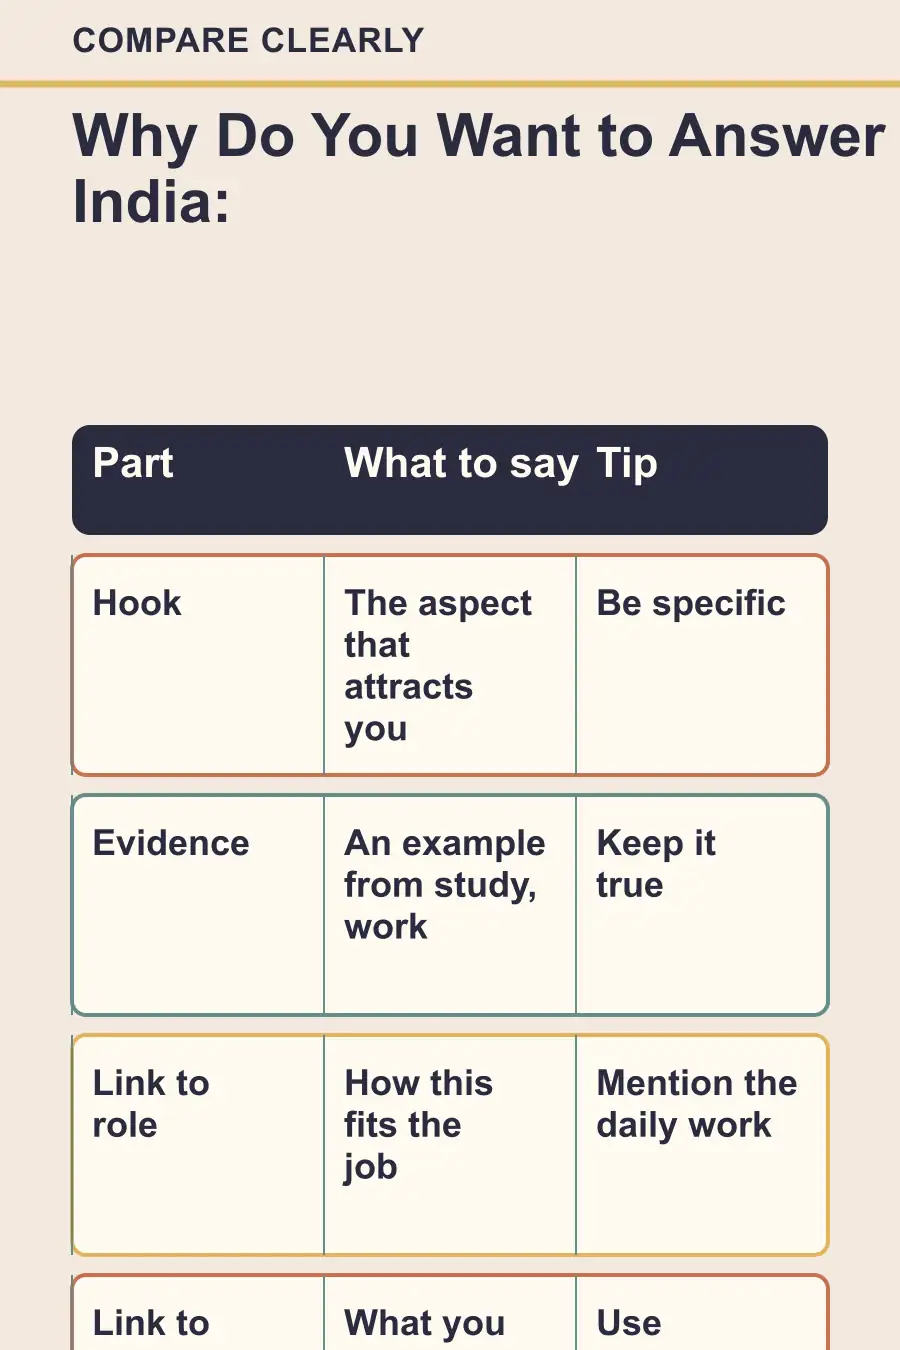 COMPARE CLEARLY
Why Do You Want to Answer
India:
Part What to say Tip
Hook
The aspect
that
attracts
you
Be specific
Evidence
An example
from study,
work
Keep it
true
Link to
role
How this
fits the
job
Mention the
daily work
Link to
What you
Use